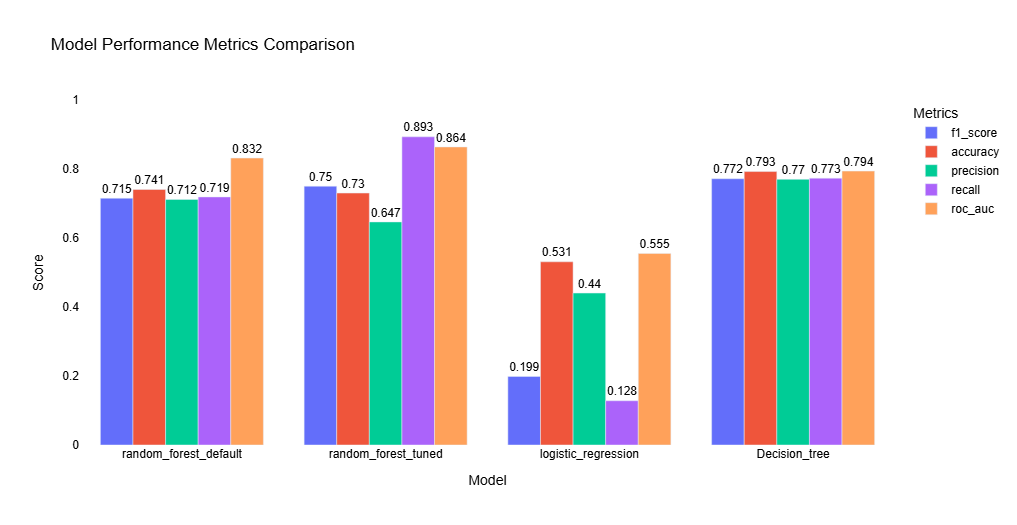 Model Performance Metrics Comparison
1
0.8
0.6
0.4
0.2
0
Score
0.715
0.741
0.712
0.719
0.832
0.75
0.73
0.647
0.893
0.864
0.199
0.531
0.44
0.128
0.555
0.772
0.793
0.77
0.773
0.794
random_forest_default
random_forest_tuned
logistic_regression
Decision_tree
Model
Metrics
f1_score
accuracy
precision
recall
roc_auc